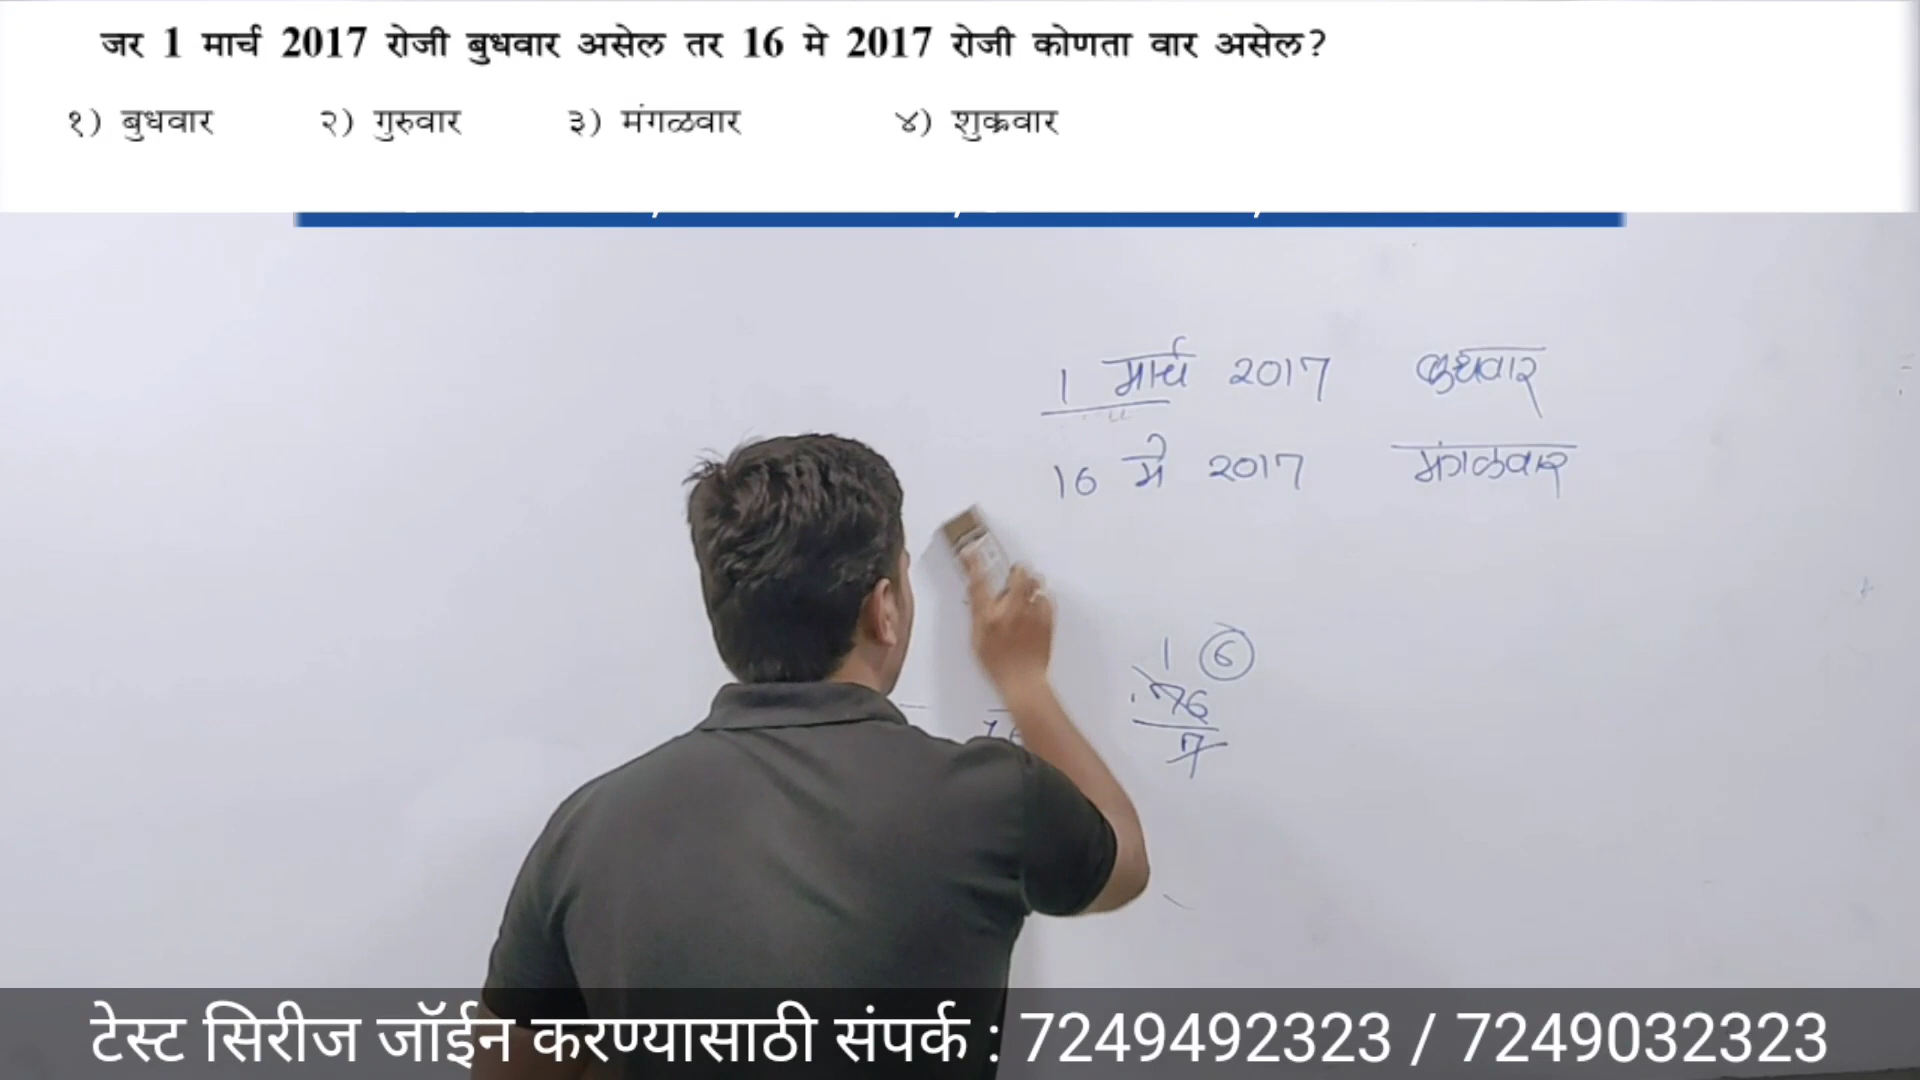 जर 1 मार्च 2017 रोजी बुधवार असेल तर 16 मे 2017 रोजी कोणता वार असेल?
१) बुधवार २) गुरुवार ३) मंगळवार ४) शुक्रवार
1 मार्च 2017 बुधवार
16 मे 2017 मंगळवार
1 6
76
7
टेस्ट सिरीज जॉईन करण्यासाठी संपर्क : 7249492323 / 7249032323